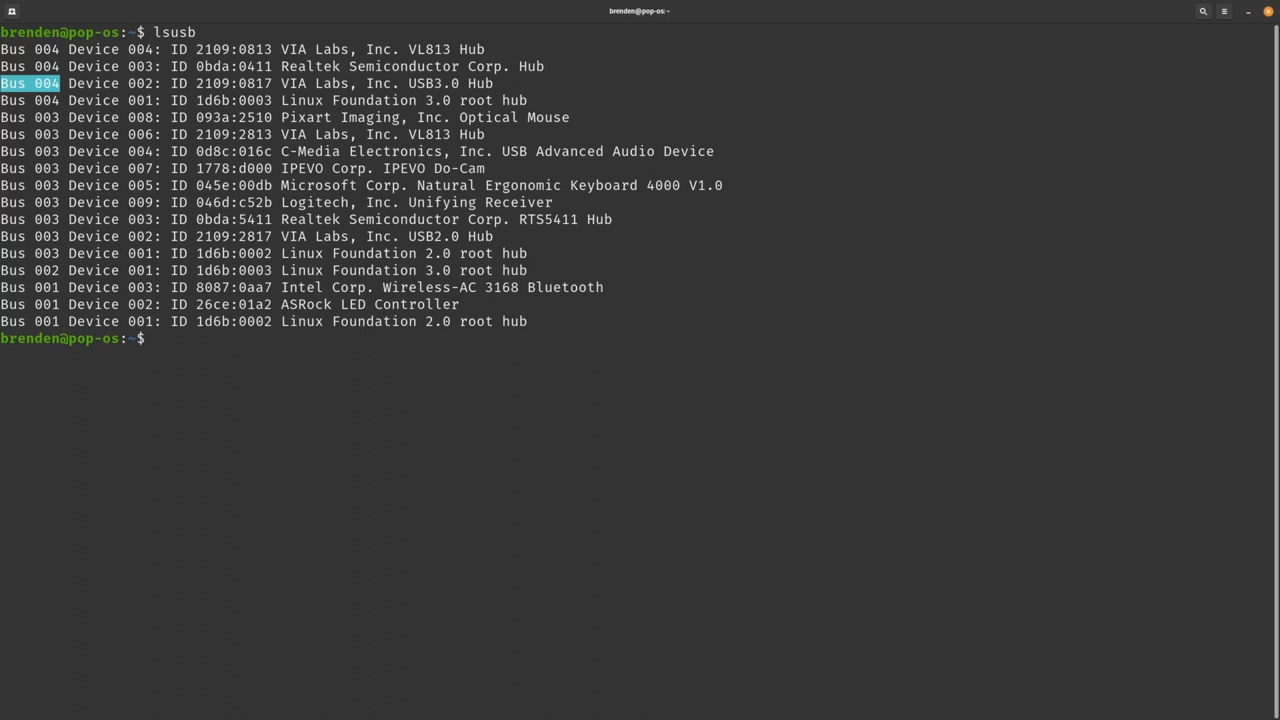 brenden@pop-os: ~
brenden@pop-os:~$ lsusb
Bus 004 Device 004: ID 2109:0813 VIA Labs, Inc. VL813 Hub
Bus 004 Device 003: ID 0bda:0411 Realtek Semiconductor Corp. Hub
Bus 004 Device 002: ID 2109:0817 VIA Labs, Inc. USB3.0 Hub
Bus 004 Device 001: ID 1d6b:0003 Linux Foundation 3.0 root hub
Bus 003 Device 008: ID 093a:2510 Pixart Imaging, Inc. Optical Mouse
Bus 003 Device 006: ID 2109:2813 VIA Labs, Inc. VL813 Hub
Bus 003 Device 004: ID 0d8c:016c C-Media Electronics, Inc. USB Advanced Audio Device
Bus 003 Device 007: ID 1778:d000 IPEVO Corp. IPEVO Do-Cam
Bus 003 Device 005: ID 045e:00db Microsoft Corp. Natural Ergonomic Keyboard 4000 V1.0
Bus 003 Device 009: ID 046d:c52b Logitech, Inc. Unifying Receiver
Bus 003 Device 003: ID 0bda:5411 Realtek Semiconductor Corp. RTS5411 Hub
Bus 003 Device 002: ID 2109:2817 VIA Labs, Inc. USB2.0 Hub
Bus 003 Device 001: ID 1d6b:0002 Linux Foundation 2.0 root hub
Bus 002 Device 001: ID 1d6b:0003 Linux Foundation 3.0 root hub
Bus 001 Device 003: ID 8087:0aa7 Intel Corp. Wireless-AC 3168 Bluetooth
Bus 001 Device 002: ID 26ce:01a2 ASRock LED Controller
Bus 001 Device 001: ID 1d6b:0002 Linux Foundation 2.0 root hub
brenden@pop-os:~$